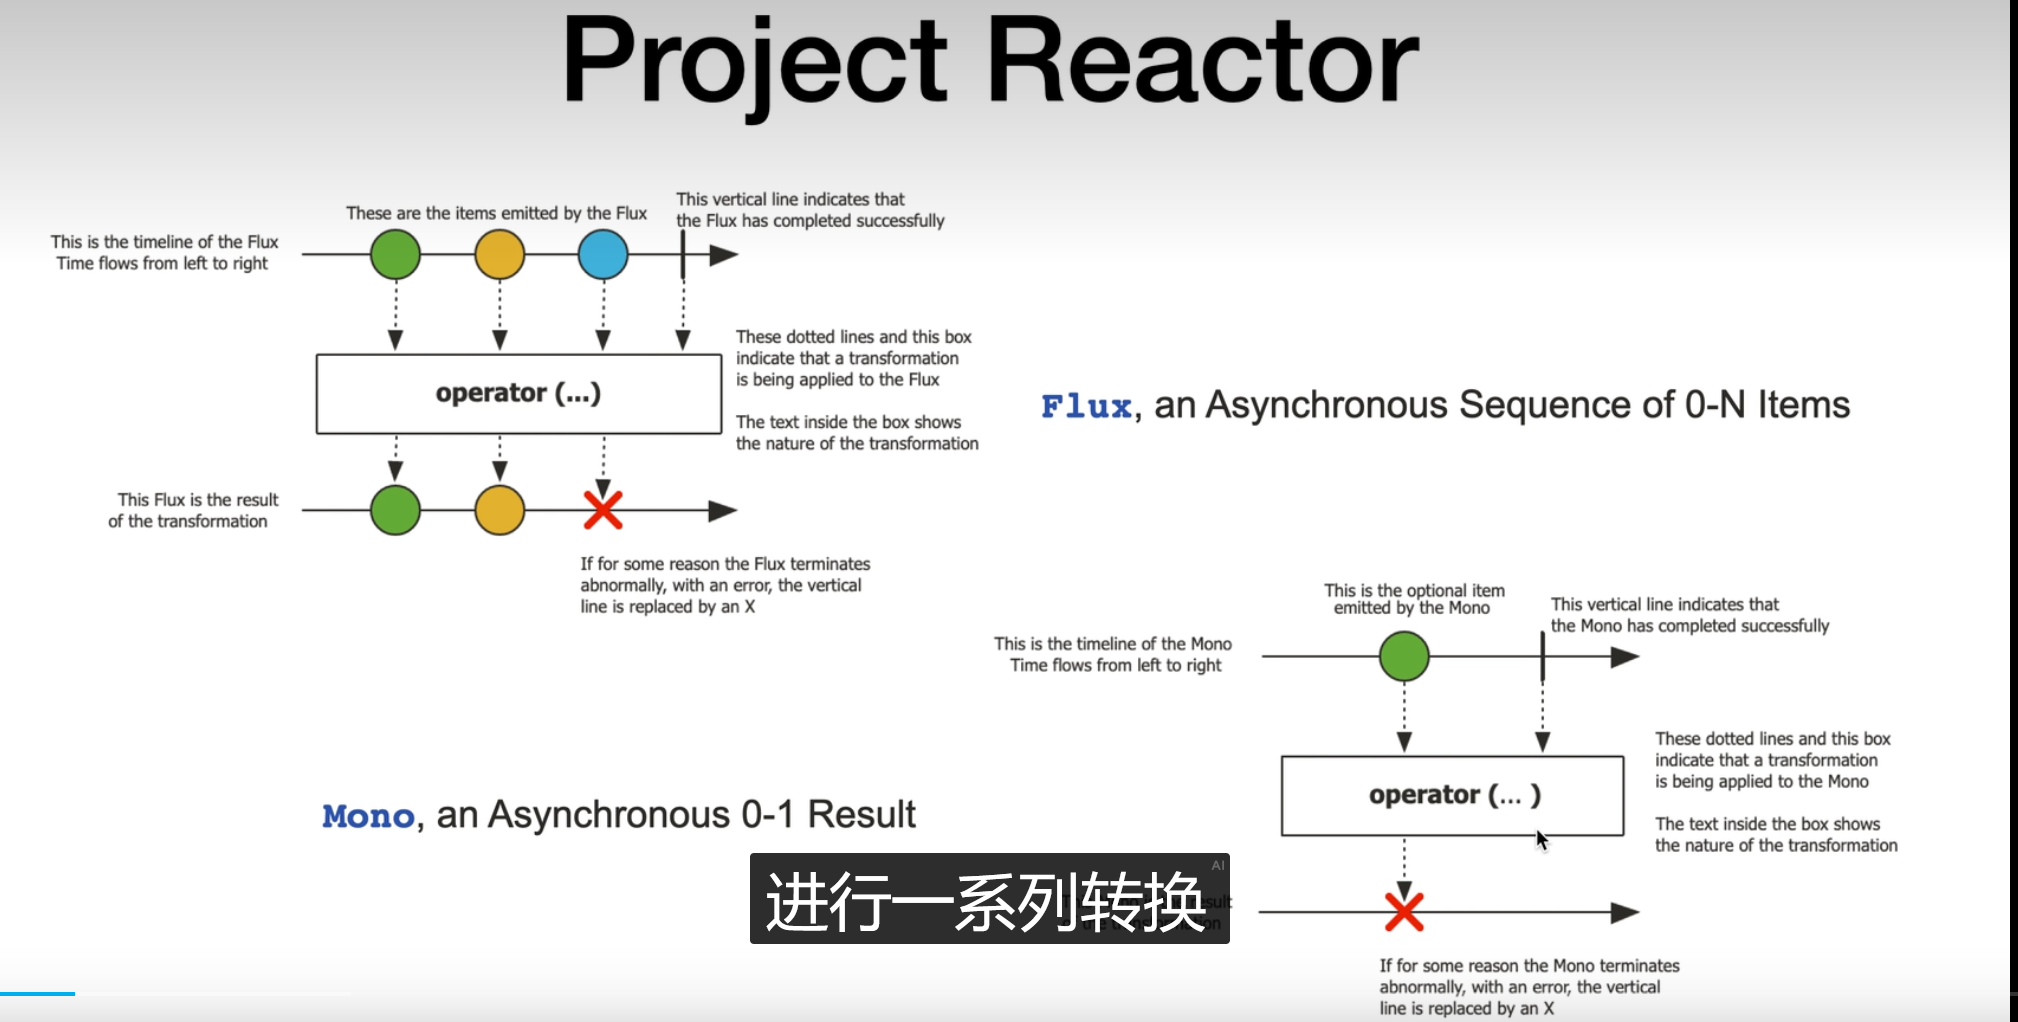 Project Reactor
These are the items emitted by the Flux
This vertical line indicates that
the Flux has completed successfully
This is the timeline of the Flux
Time flows from left to right
These dotted lines and this box
indicate that a transformation
is being applied to the Flux
operator (...)
The text inside the box shows
the nature of the transformation
This Flux is the result
of the transformation
If for some reason the Flux terminates
abnormally, with an error, the vertical
line is replaced by an X
Flux, an Asynchronous Sequence of 0-N Items
This is the optional item
emitted by the Mono
This vertical line indicates that
the Mono has completed successfully
This is the timeline of the Mono
Time flows from left to right
These dotted lines and this box
indicate that a transformation
is being applied to the Mono
operator (... )
The text inside the box shows
the nature of the transformation
Mono, an Asynchronous 0-1 Result
AI
进行一系列转换
If for some reason the Mono terminates
abnormally, with an error, the vertical
line is replaced by an X